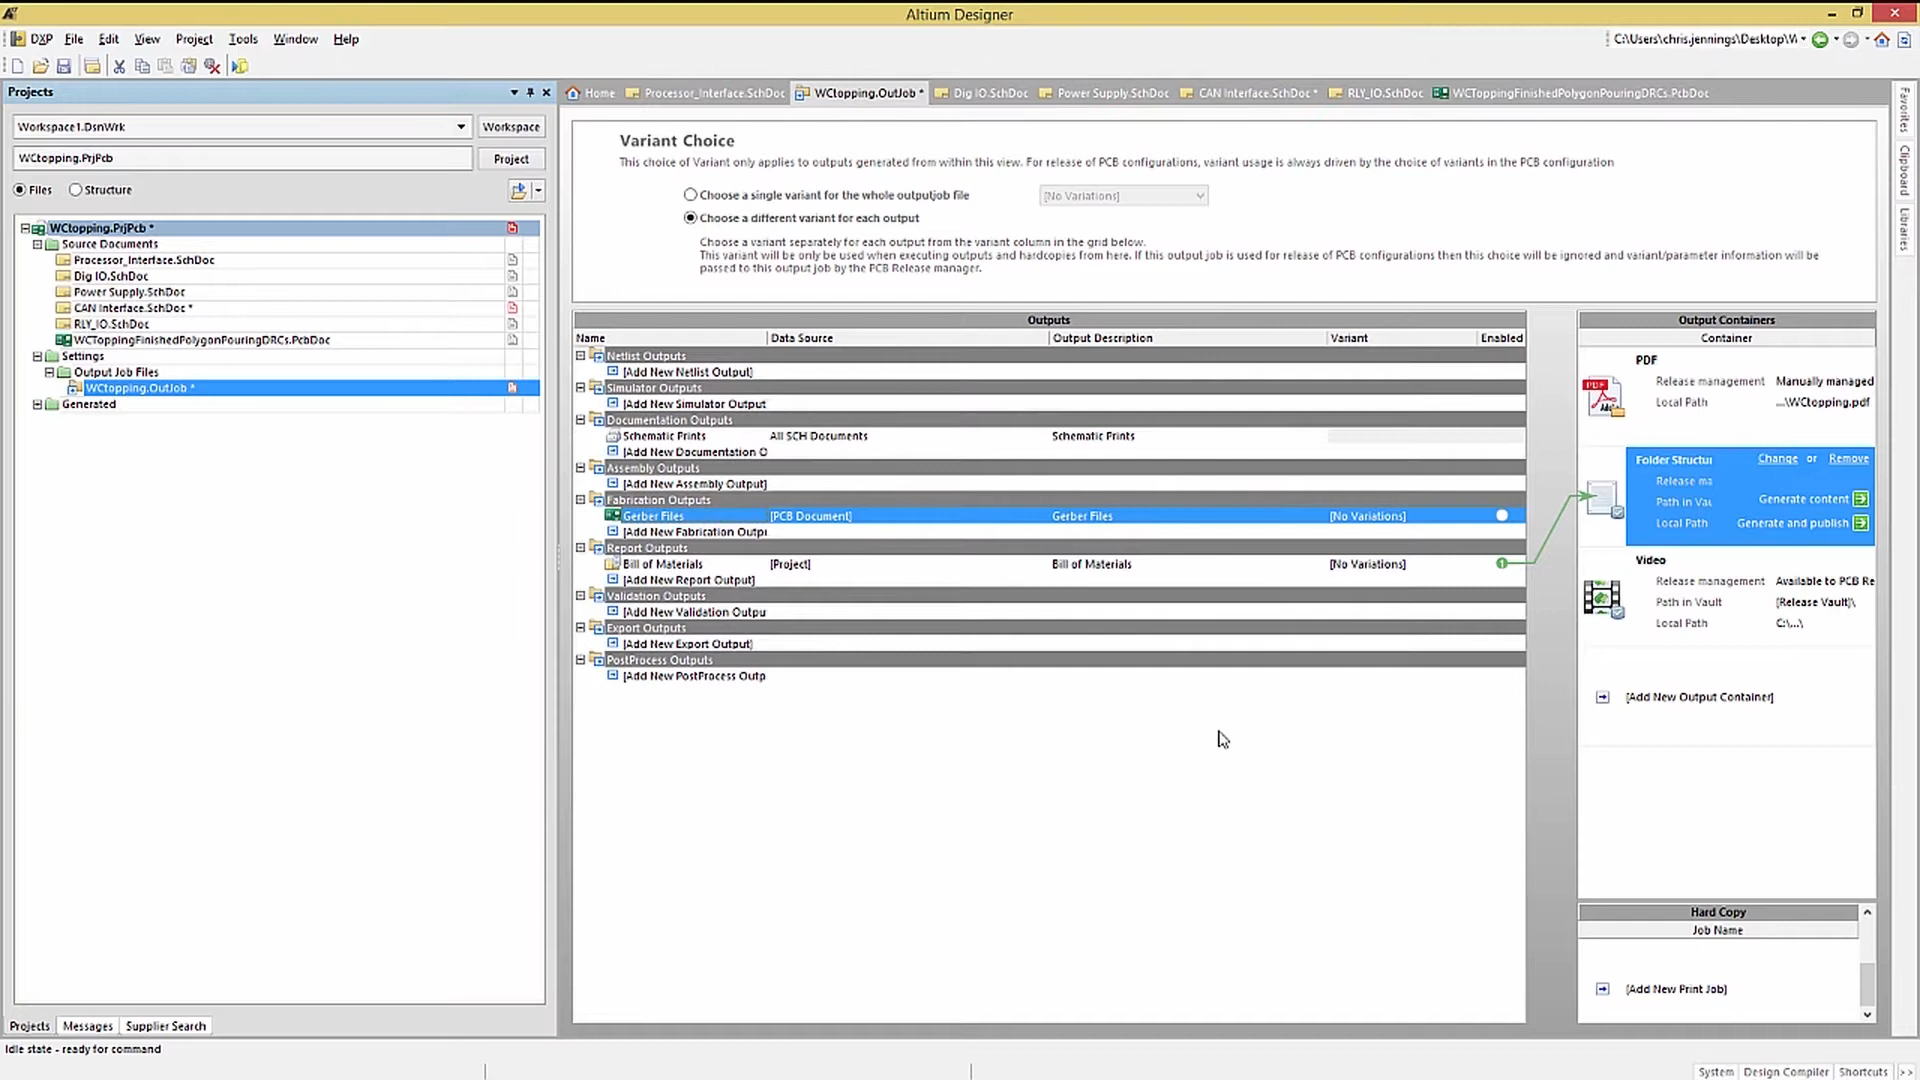 Altium Designer
DXP File Edit View Project Tools Window Help
C:\Users\chris.jennings\Desktop\W
Projects
Workspace1.DsnWrk Workspace
WCtopping.PrjPcb Project
Files Structure
WCtopping.PrjPcb *
Source Documents
Processor_Interface.SchDoc
Dig IO.SchDoc
Power Supply.SchDoc
CAN Interface.SchDoc *
RLY_IO.SchDoc
WCToppingFinishedPolygonPouringDRCs.PcbDoc
Settings
Output Job Files
WCtopping.OutJob *
Generated
Projects Messages Supplier Search
Idle state - ready for command
Home Processor_Interface.SchDoc WCtopping.OutJob * Dig IO.SchDoc Power Supply.SchDoc CAN Interface.SchDoc * RLY_IO.SchDoc WCToppingFinishedPolygonPouringDRCs.PcbDoc
Variant Choice
This choice of Variant only applies to outputs generated from within this view. For release of PCB configurations, variant usage is always driven by the choice of variants in the PCB configuration
Choose a single variant for the whole outputjob file [No Variations]
Choose a different variant for each output
Choose a variant separately for each output from the variant column in the grid below.
This variant will be only be used when executing outputs and hardcopies from here. If this output job is used for release of PCB configurations then this choice will be ignored and variant/parameter information will be
passed to this output job by the PCB Release manager.
Outputs
Name Data Source Output Description Variant Enabled
Netlist Outputs
[Add New Netlist Output]
Simulator Outputs
[Add New Simulator Output
Documentation Outputs
Schematic Prints All SCH Documents Schematic Prints
[Add New Documentation O
Assembly Outputs
[Add New Assembly Output]
Fabrication Outputs
Gerber Files [PCB Document] Gerber Files [No Variations]
[Add New Fabrication Outpu
Report Outputs
Bill of Materials [Project] Bill of Materials [No Variations] 1
[Add New Report Output]
Validation Outputs
[Add New Validation Outpu
Export Outputs
[Add New Export Output]
PostProcess Outputs
[Add New PostProcess Outp
Output Containers
Container
PDF
Release management Manually managed
Local Path ...\WCtopping.pdf
Folder Structur Change or Remove
Release ma
Path in Vau Generate content
Local Path Generate and publish
Video
Release management Available to PCB Re
Path in Vault [Release Vault]\
Local Path C:\...\
[Add New Output Container]
Hard Copy
Job Name
[Add New Print Job]
Favorites
Clipboard
Libraries
System Design Compiler Shortcuts >>